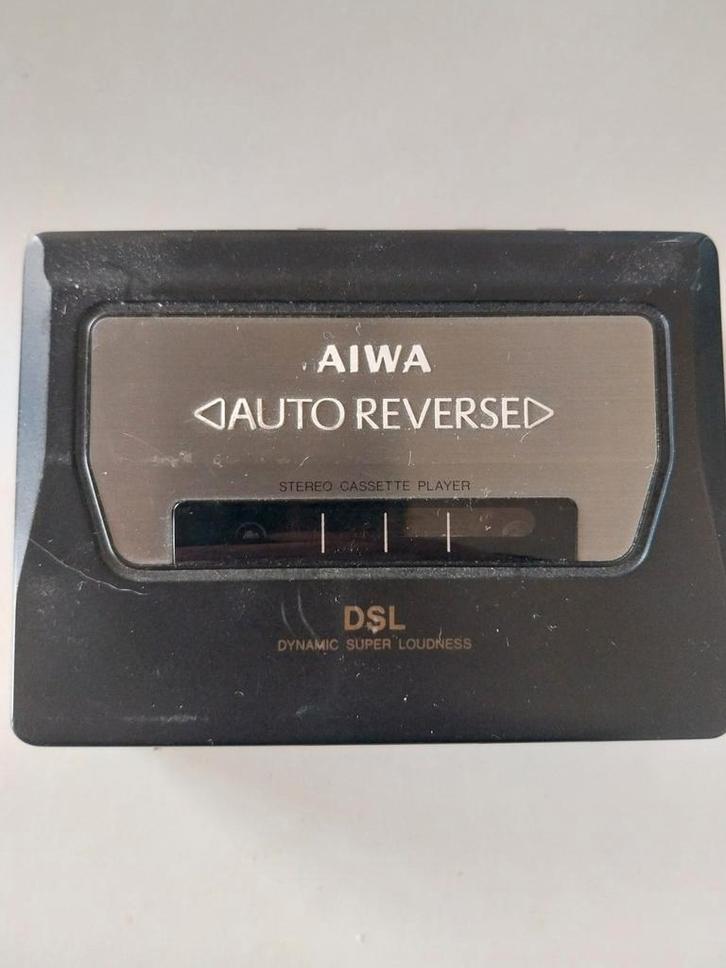 AIWA
◁AUTO REVERSE▷
STEREO CASSETTE PLAYER
DSL
DYNAMIC SUPER LOUDNESS